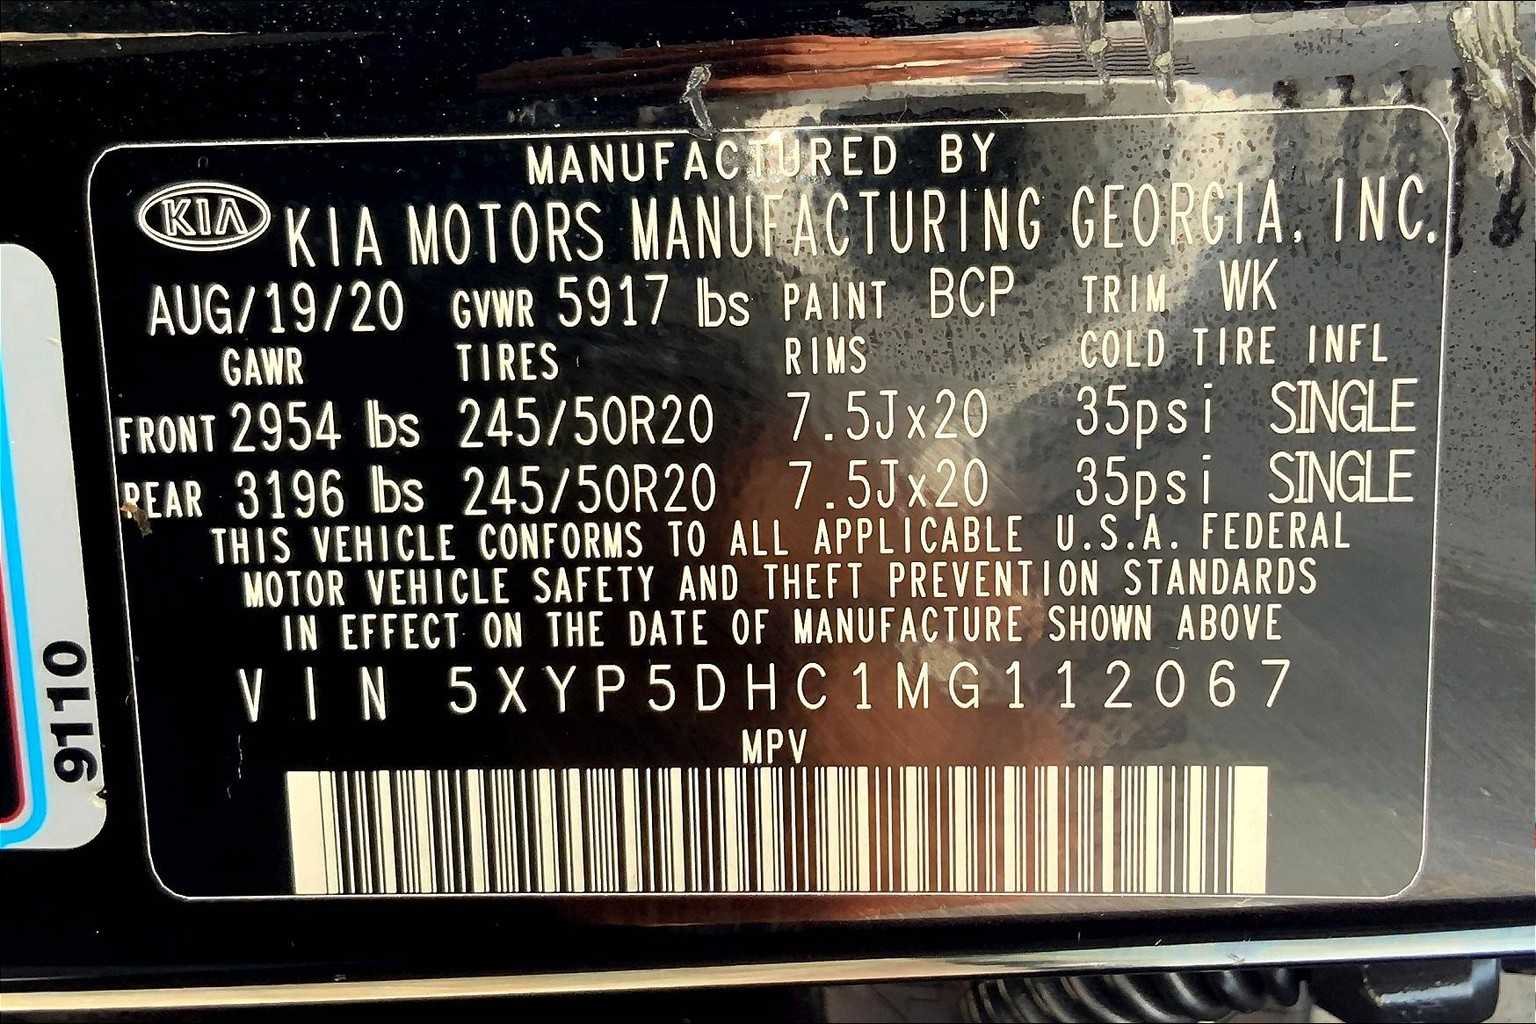 MANUFACTURED BY
KIA KIA MOTORS MANUFACTURING GEORGIA, INC.
AUG/19/20 GVWR 5917 lbs PAINT BCP TRIM WK
GAWR TIRES RIMS COLD TIRE INFL
FRONT 2954 lbs 245/50R20 7.5Jx20 35psi SINGLE
REAR 3196 lbs 245/50R20 7.5Jx20 35psi SINGLE
THIS VEHICLE CONFORMS TO ALL APPLICABLE U.S.A. FEDERAL
MOTOR VEHICLE SAFETY AND THEFT PREVENTION STANDARDS
IN EFFECT ON THE DATE OF MANUFACTURE SHOWN ABOVE
VIN 5XYP5DHC1MG112067
MPV
9110